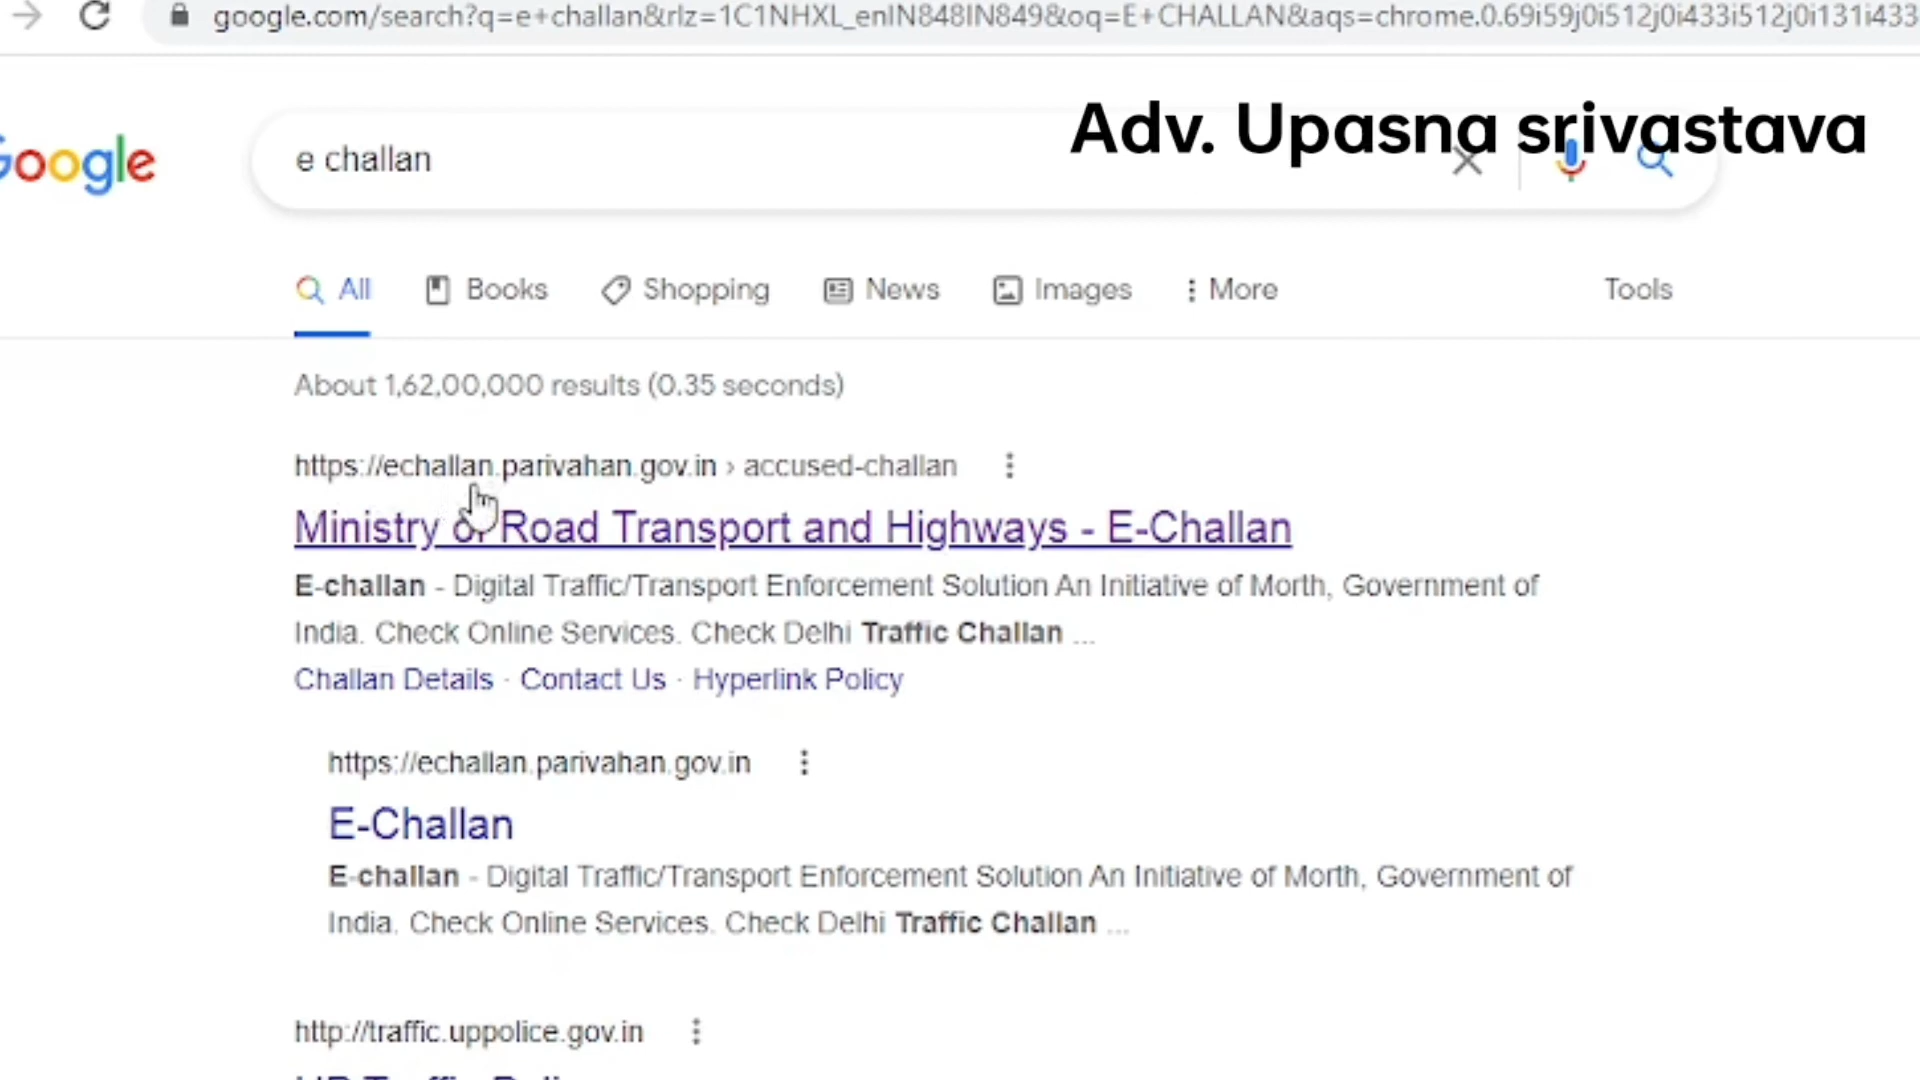 google.com/search?q=e+challan&rlz=1C1NHXL_enIN848IN849&oq=E+CHALLAN&aqs=chrome.0.69i59j0i512j0i433i512j0i131i433
Adv. Upasna srivastava
Google
e challan
All Books Shopping News Images More Tools
About 1,62,00,000 results (0.35 seconds)
https://echallan.parivahan.gov.in › accused-challan
Ministry of Road Transport and Highways - E-Challan
E-challan - Digital Traffic/Transport Enforcement Solution An Initiative of Morth, Government of
India. Check Online Services. Check Delhi Traffic Challan ...
Challan Details · Contact Us · Hyperlink Policy
https://echallan.parivahan.gov.in
E-Challan
E-challan - Digital Traffic/Transport Enforcement Solution An Initiative of Morth, Government of
India. Check Online Services. Check Delhi Traffic Challan ...
http://traffic.uppolice.gov.in